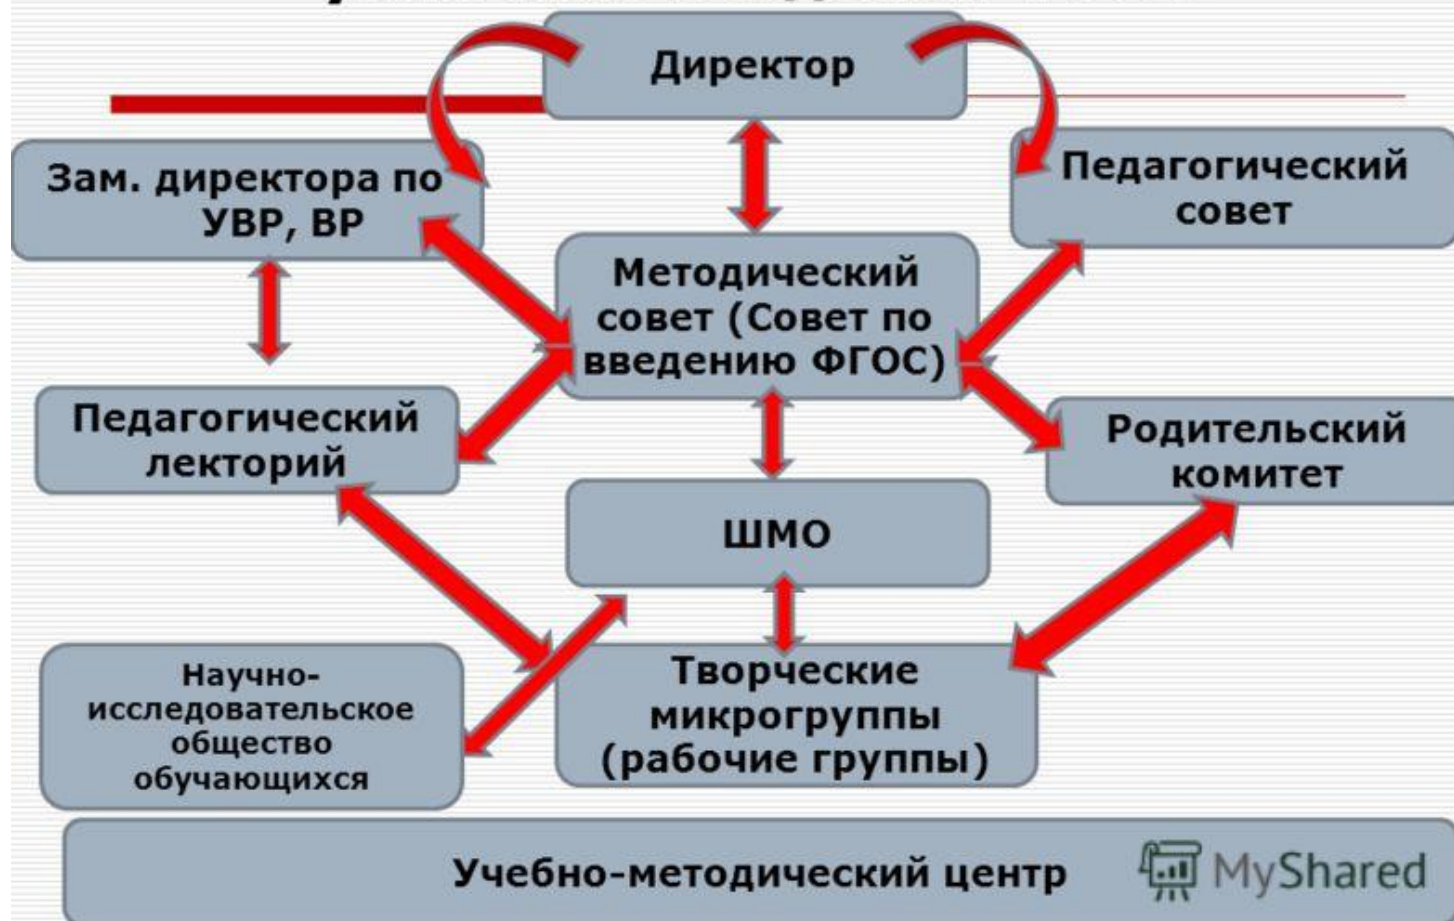 Директор
Зам. директора по
УВР, ВР
Педагогический
совет
Методический
совет (Совет по
введению ФГОС)
Педагогический
лекторий
Родительский
комитет
ШМО
Научно-
исследовательское
общество
обучающихся
Творческие
микрогруппы
(рабочие группы)
Учебно-методический центр
MyShared